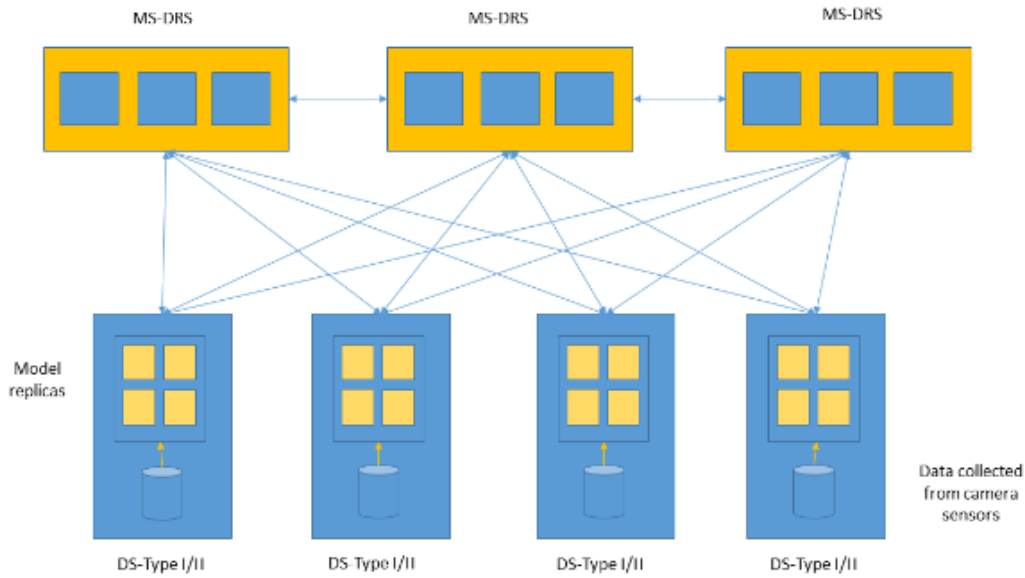 MS-DRS
MS-DRS
MS-DRS
Model
replicas
Data collected
from camera
sensors
DS-Type I/II
DS-Type I/II
DS-Type I/II
DS-Type I/II